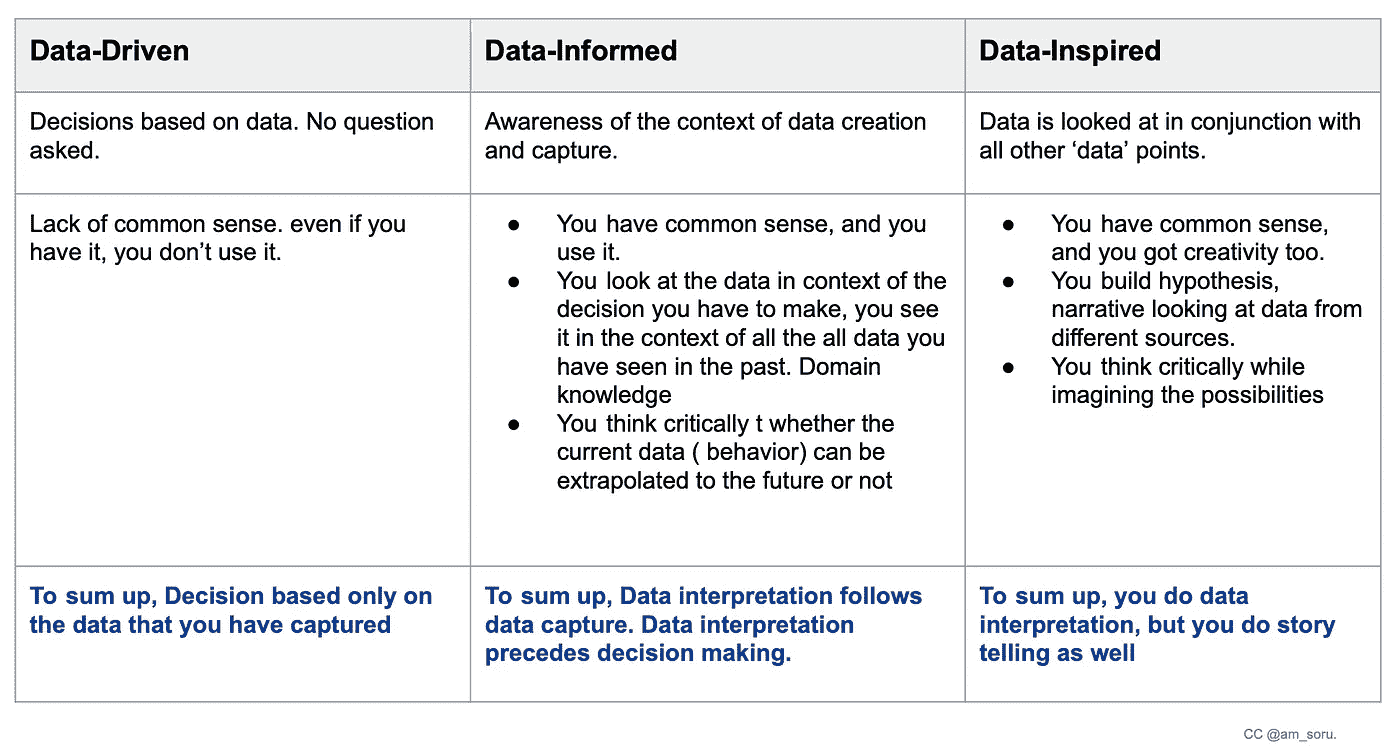 Data-Driven
Data-Informed
Data-Inspired
Decisions based on data. No question
asked.
Awareness of the context of data creation
and capture.
Data is looked at in conjunction with
all other ‘data’ points.
Lack of common sense. even if you
have it, you don’t use it.
● You have common sense, and you
use it.
● You look at the data in context of the
decision you have to make, you see
it in the context of all the all data you
have seen in the past. Domain
knowledge
● You think critically t whether the
current data ( behavior) can be
extrapolated to the future or not
● You have common sense,
and you got creativity too.
● You build hypothesis,
narrative looking at data from
different sources.
● You think critically while
imagining the possibilities
To sum up, Decision based only on
the data that you have captured
To sum up, Data interpretation follows
data capture. Data interpretation
precedes decision making.
To sum up, you do data
interpretation, but you do story
telling as well
CC @am_soru.